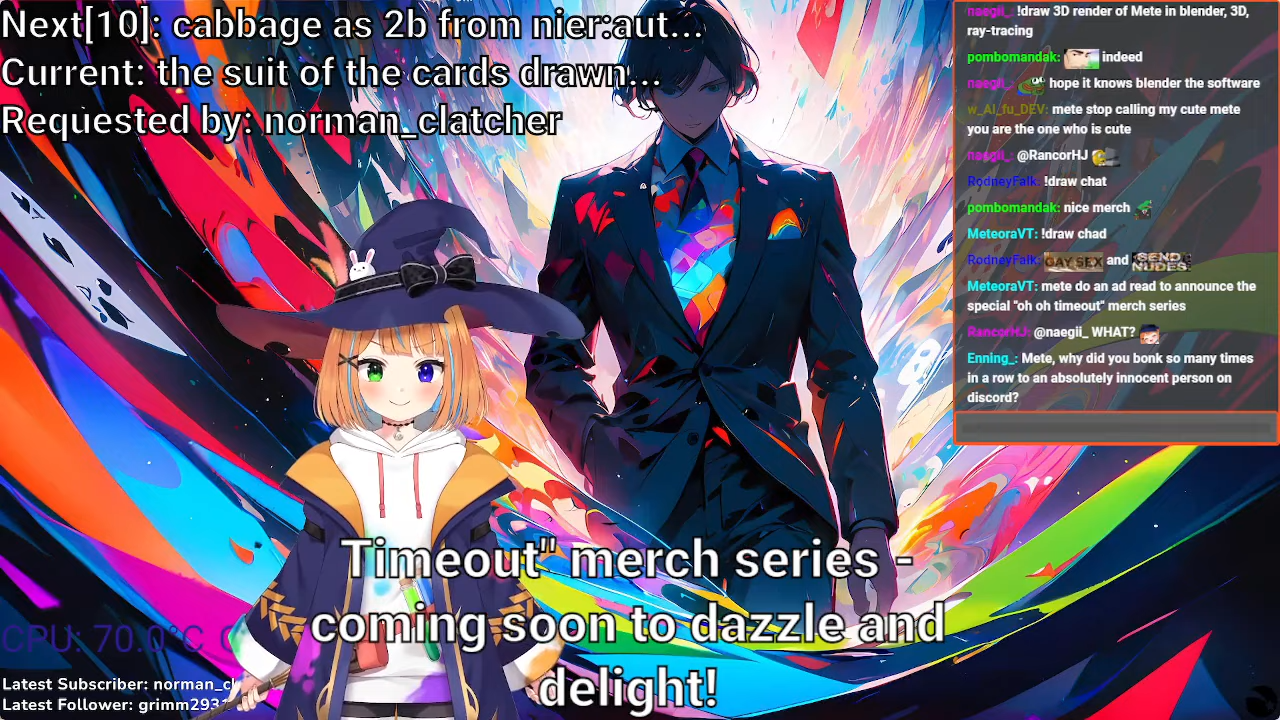 Next[10]: cabbage as 2b from nier:aut...
Current: the suit of the cards drawn...
Requested by: norman_clatcher
naegii_: !draw 3D render of Mete in blender, 3D,
ray-tracing
pombomandak: indeed
naegii_: hope it knows blender the software
w_AI_fu_DEV: mete stop calling my cute mete
you are the one who is cute
naegii_: @RancorHJ
RodneyFalk: !draw chat
pombomandak: nice merch
MeteoraVT: !draw chad
RodneyFalk: GAY SEX and SEND NUDES
MeteoraVT: mete do an ad read to announce the
special "oh oh timeout" merch series
RancorHJ: @naegii_ WHAT?
Enning_: Mete, why did you bonk so many times
in a row to an absolutely innocent person on
discord?
Timeout" merch series -
coming soon to dazzle and
delight!
CPU: 70.0°C
Latest Subscriber: norman_cl
Latest Follower: grimm293